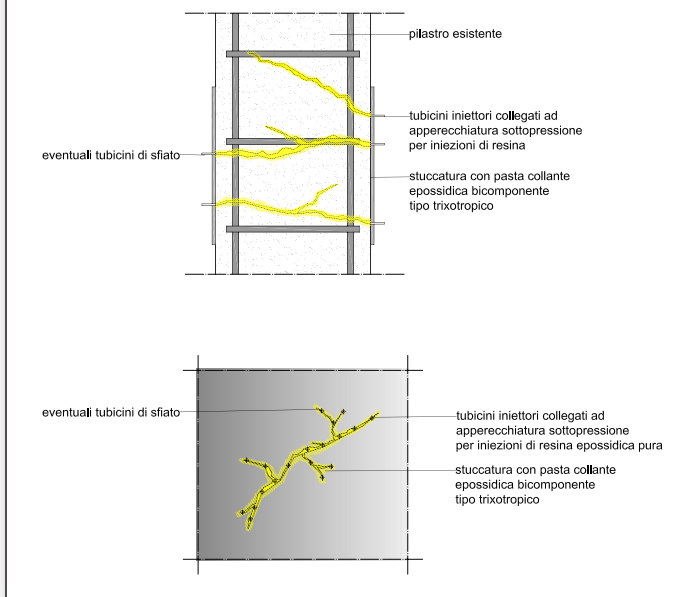 pilastro esistente
tubicini iniettori collegati ad
apperecchiatura sottopressione
per iniezioni di resina
eventuali tubicini di sfiato
stuccatura con pasta collante
epossidica bicomponente
tipo trixotropico
eventuali tubicini di sfiato
tubicini iniettori collegati ad
apperecchiatura sottopressione
per iniezioni di resina epossidica pura
stuccatura con pasta collante
epossidica bicomponente
tipo trixotropico